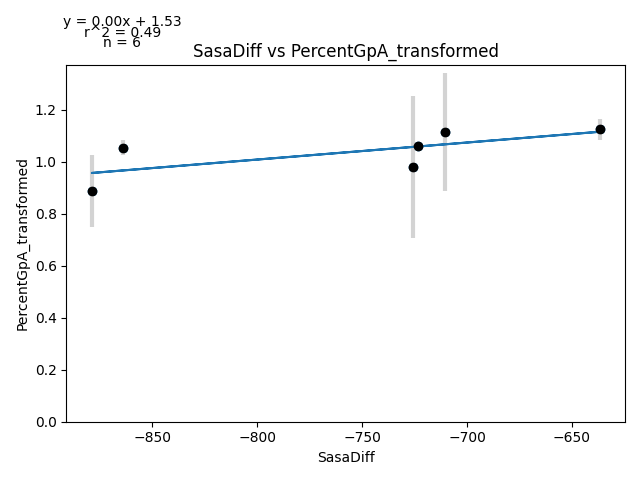 y = 0.00x + 1.53
r^2 = 0.49
n = 6
SasaDiff vs PercentGpA_transformed
PercentGpA_transformed
1.2
1.0
0.8
0.6
0.4
0.2
0.0
−850
−800
−750
−700
−650
SasaDiff